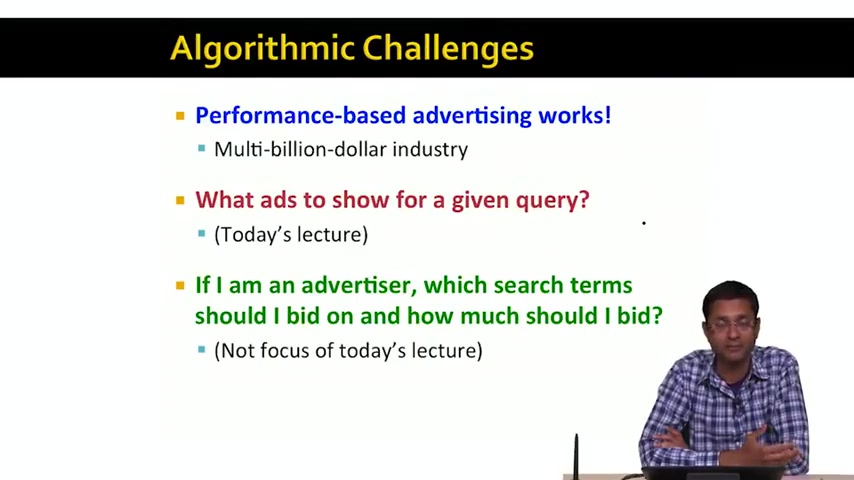 Algorithmic Challenges
Performance-based advertising works!
Multi-billion-dollar industry
What ads to show for a given query?
(Today's lecture)
If I am an advertiser, which search terms
should I bid on and how much should I bid?
(Not focus of today's lecture)